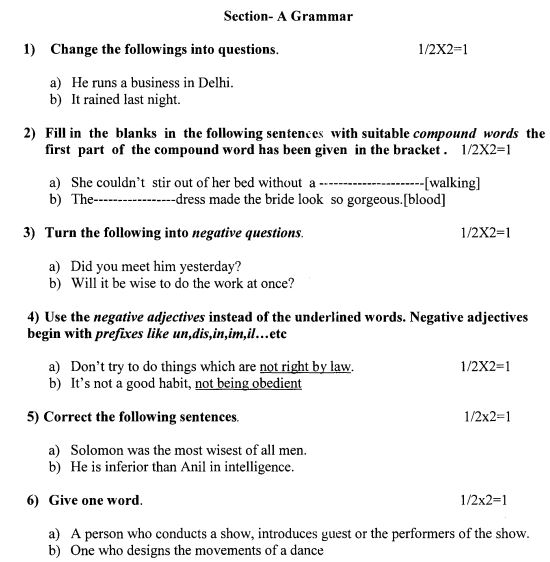 Section- A Grammar
1) Change the followings into questions. 1/2X2=1
a) He runs a business in Delhi.
b) It rained last night.
2) Fill in the blanks in the following sentences with suitable compound words the
first part of the compound word has been given in the bracket . 1/2X2=1
a) She couldn't stir out of her bed without a -----------------------[walking]
b) The------------------dress made the bride look so gorgeous.[blood]
3) Turn the following into negative questions. 1/2X2=1
a) Did you meet him yesterday?
b) Will it be wise to do the work at once?
4) Use the negative adjectives instead of the underlined words. Negative adjectives
begin with prefixes like un,dis,in,im,il…etc
a) Don't try to do things which are not right by law. 1/2X2=1
b) It's not a good habit, not being obedient
5) Correct the following sentences. 1/2x2=1
a) Solomon was the most wisest of all men.
b) He is inferior than Anil in intelligence.
6) Give one word. 1/2x2=1
a) A person who conducts a show, introduces guest or the performers of the show.
b) One who designs the movements of a dance